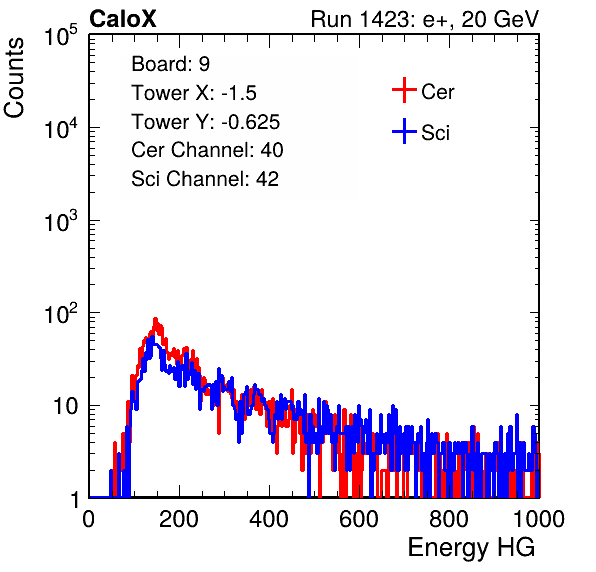 CaloX Run 1423: e+, 20 GeV
Counts
10^5
10^4
10^3
10^2
10
1
Board: 9
Tower X: -1.5
Tower Y: -0.625
Cer Channel: 40
Sci Channel: 42
Cer
Sci
0 200 400 600 800 1000
Energy HG